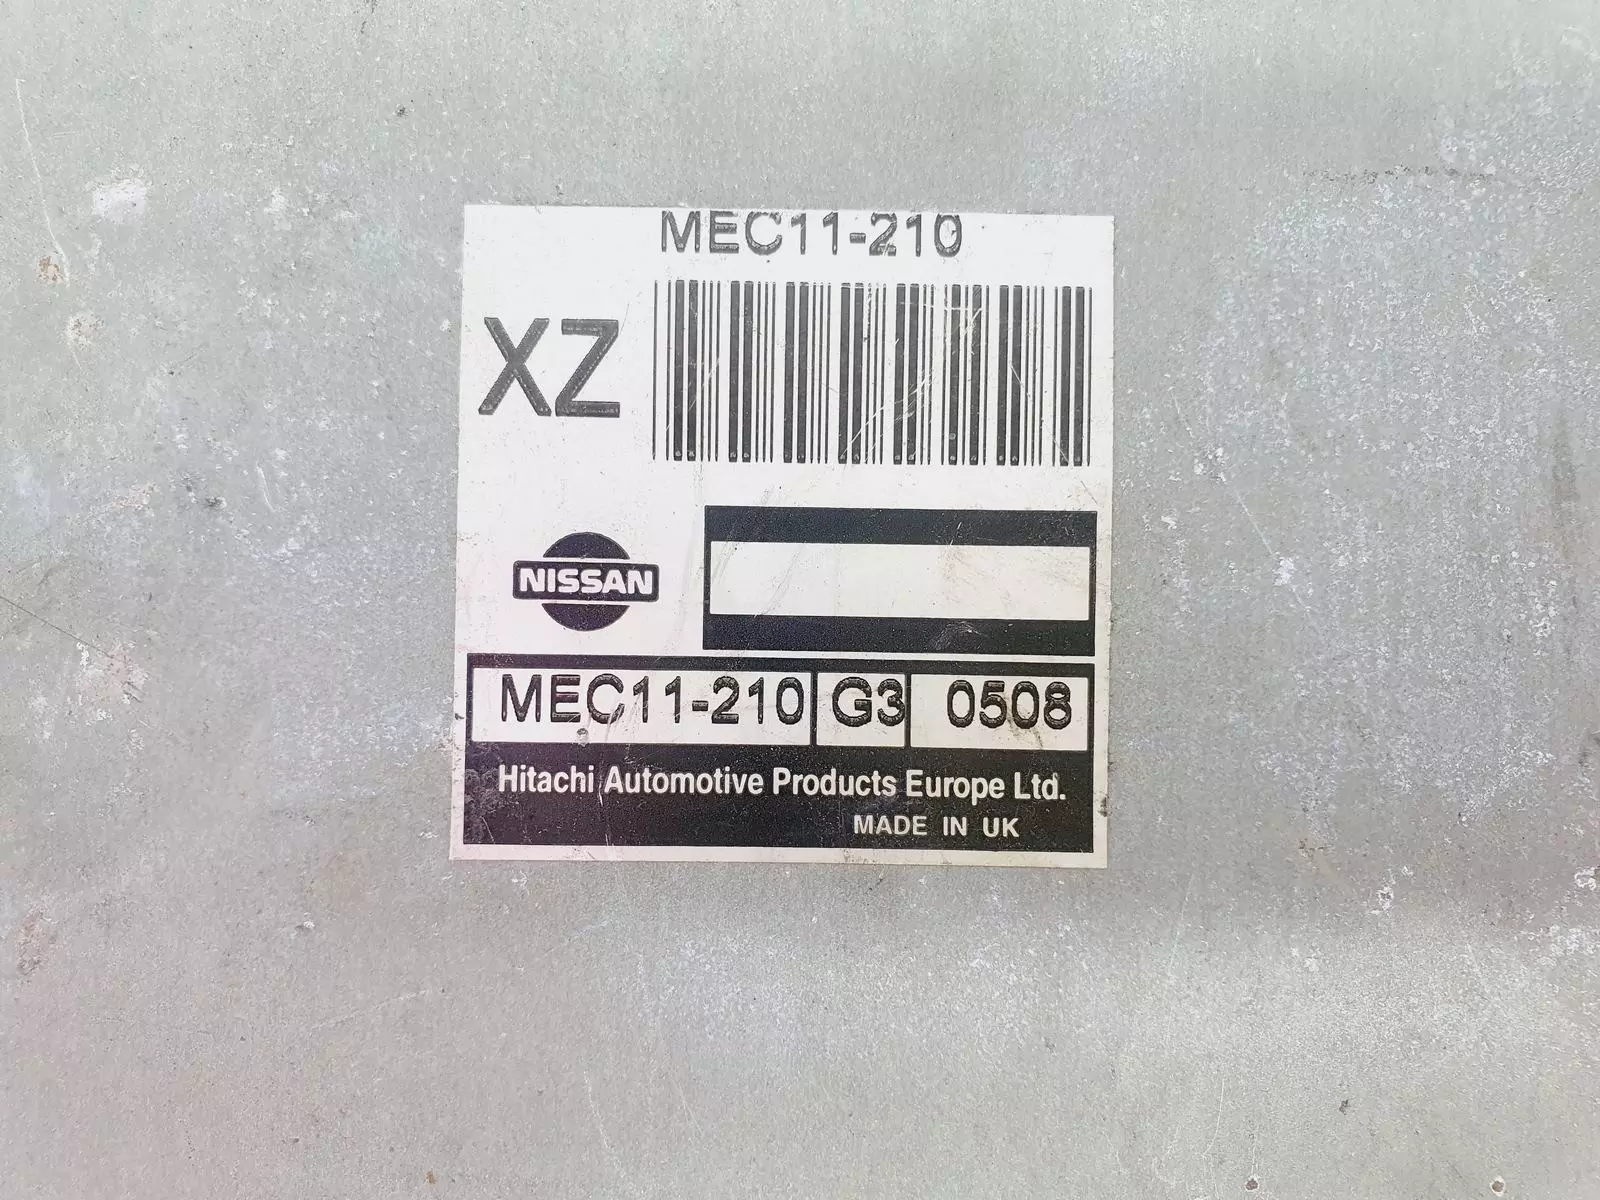 MEC11-210
XZ
NISSAN
MEC11-210 G3 0508
Hitachi Automotive Products Europe Ltd.
MADE IN UK